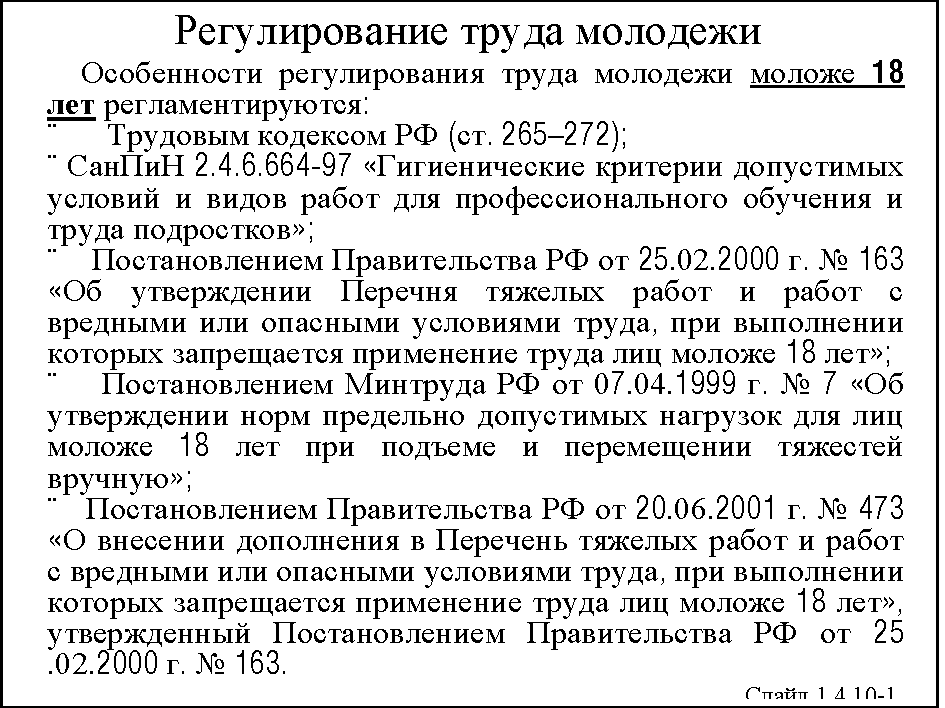 Регулирование труда молодежи
Особенности регулирования труда молодежи моложе 18
лет регламентируются:
¨ Трудовым кодексом РФ (ст. 265–272);
¨ СанПиН 2.4.6.664-97 «Гигиенические критерии допустимых
условий и видов работ для профессионального обучения и
труда подростков»;
¨ Постановлением Правительства РФ от 25.02.2000 г. № 163
«Об утверждении Перечня тяжелых работ и работ с
вредными или опасными условиями труда, при выполнении
которых запрещается применение труда лиц моложе 18 лет»;
¨ Постановлением Минтруда РФ от 07.04.1999 г. № 7 «Об
утверждении норм предельно допустимых нагрузок для лиц
моложе 18 лет при подъеме и перемещении тяжестей
вручную»;
¨ Постановлением Правительства РФ от 20.06.2001 г. № 473
«О внесении дополнения в Перечень тяжелых работ и работ
с вредными или опасными условиями труда, при выполнении
которых запрещается применение труда лиц моложе 18 лет»,
утвержденный Постановлением Правительства РФ от 25
.02.2000 г. № 163.
Слайд 1.4.10-1